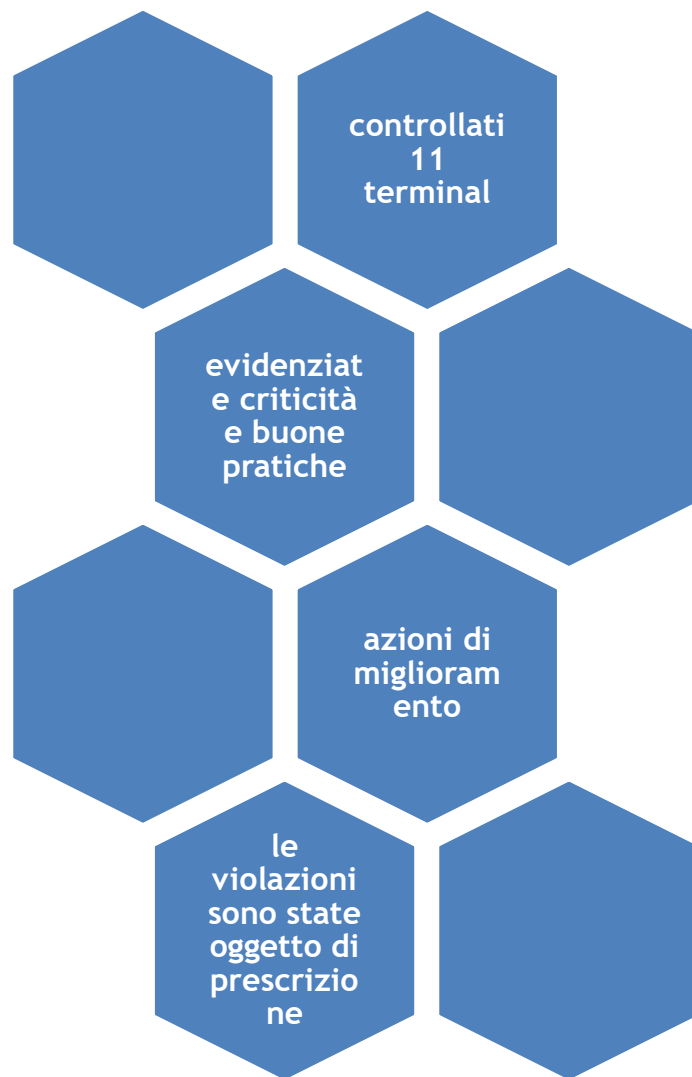 controllati
11
terminal
evidenziat
e criticità
e buone
pratiche
azioni di
miglioram
ento
le
violazioni
sono state
oggetto di
prescrizio
ne